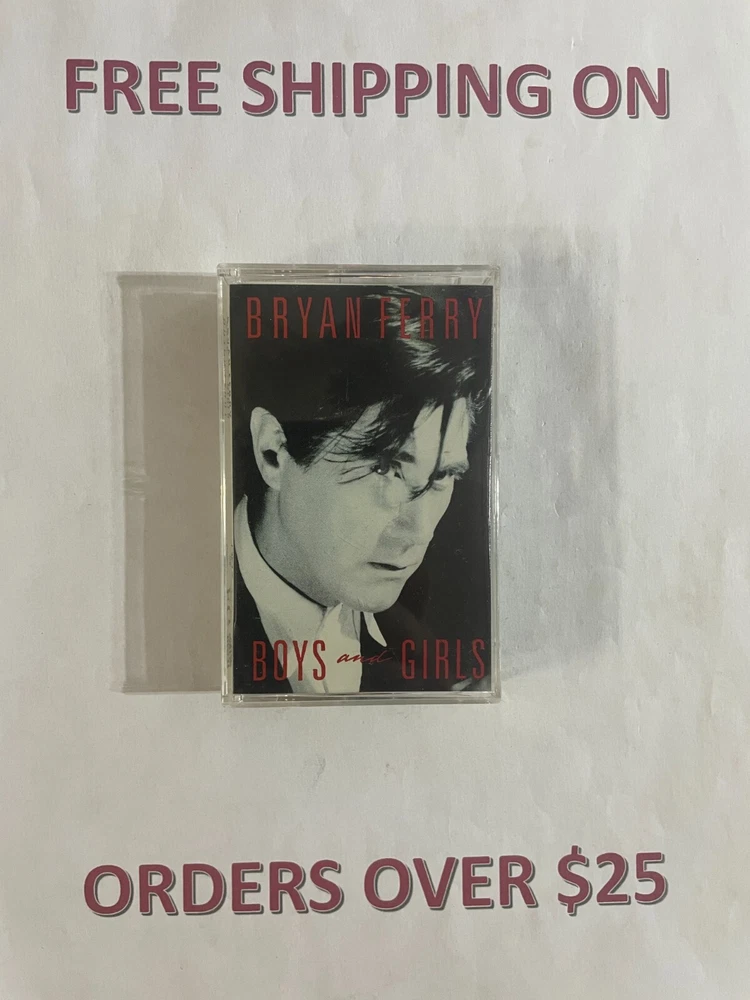 FREE SHIPPING ON
BRYAN FERRY
BOYS and GIRLS
ORDERS OVER $25